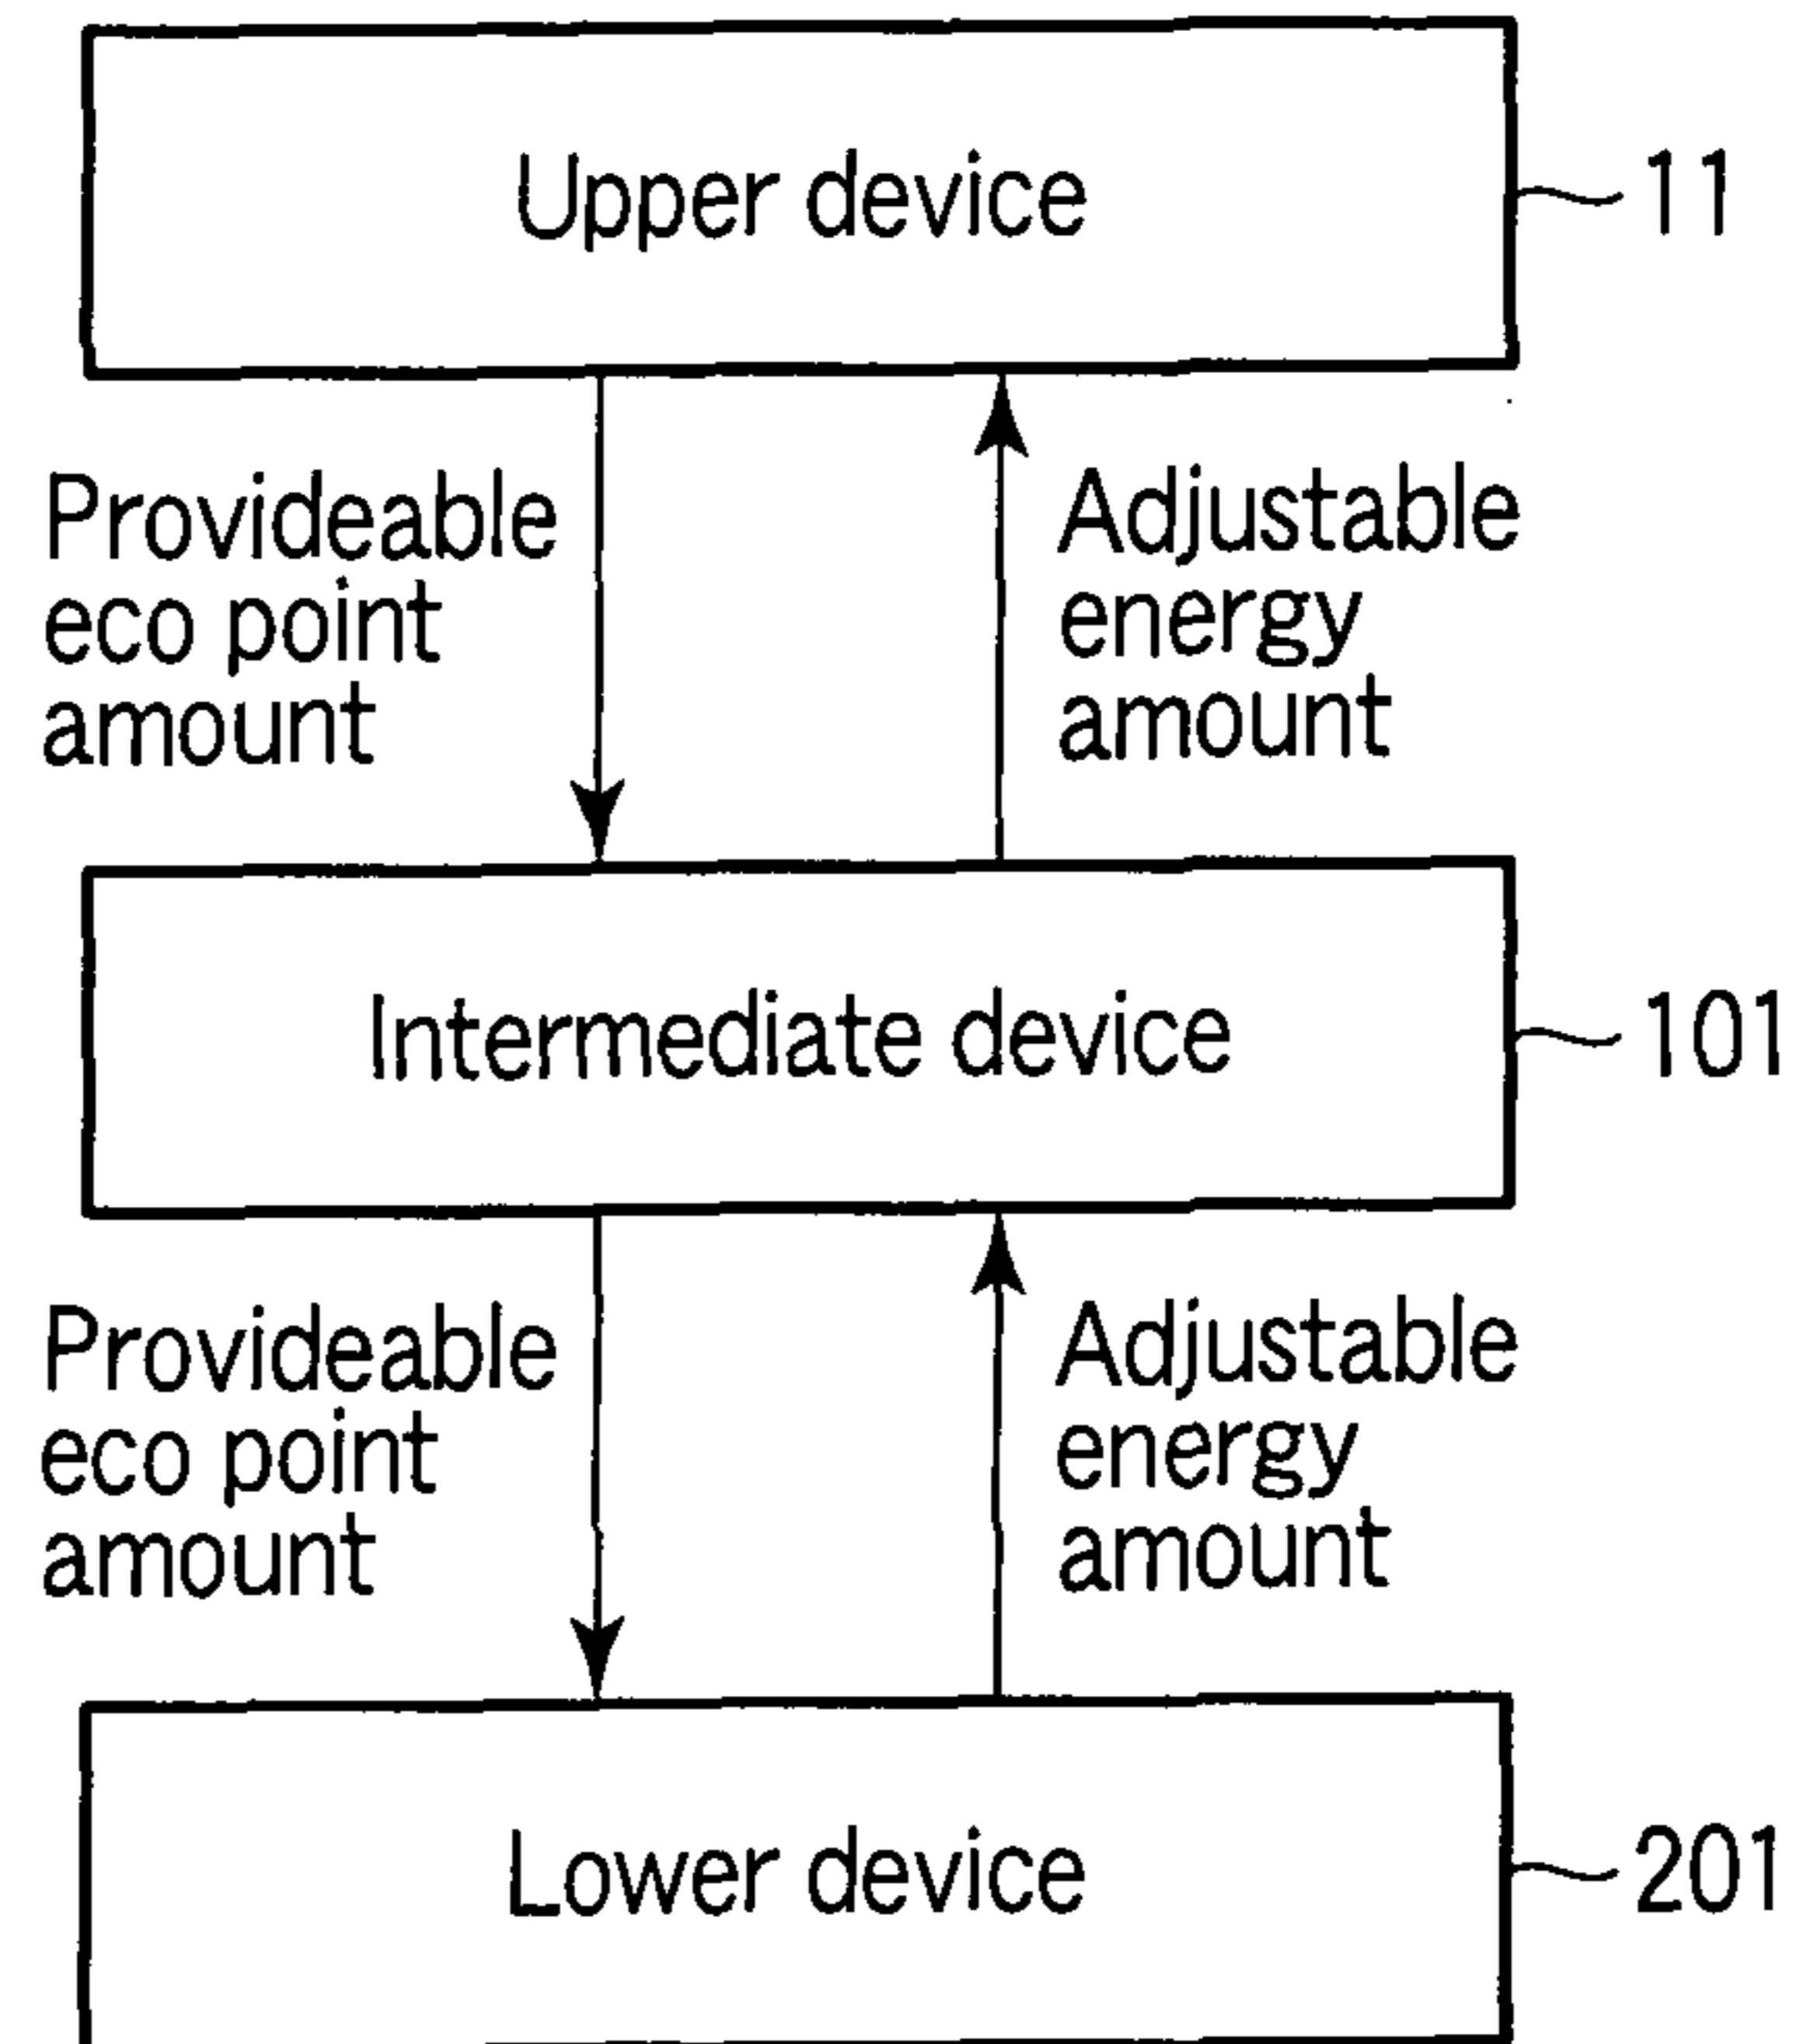 Upper device
11
Provideable
eco point
amount
Adjustable
energy
amount
Intermediate device
101
Provideable
eco point
amount
Adjustable
energy
amount
Lower device
201